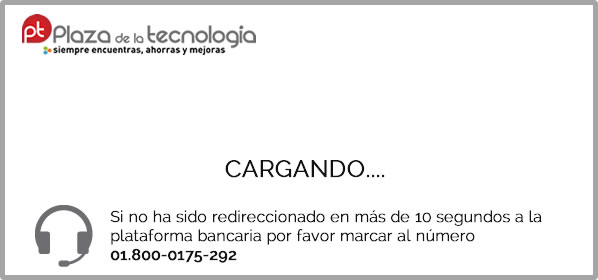 pt Plaza de la tecnología
siempre encuentras, ahorras y mejoras
CARGANDO....
Si no ha sido redireccionado en más de 10 segundos a la
plataforma bancaria por favor marcar al número
01.800-0175-292